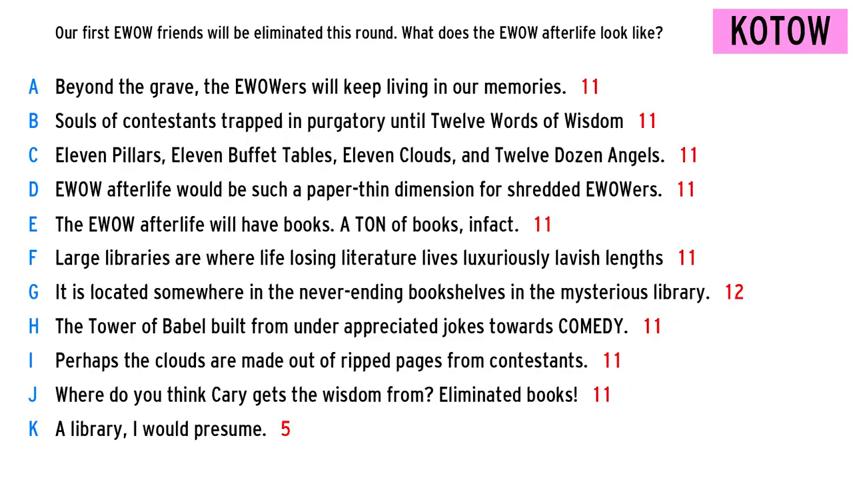 Our first EWOW friends will be eliminated this round. What does the EWOW afterlife look like?
KOTOW
A Beyond the grave, the EWOWers will keep living in our memories. 11
B Souls of contestants trapped in purgatory until Twelve Words of Wisdom 11
C Eleven Pillars, Eleven Buffet Tables, Eleven Clouds, and Twelve Dozen Angels. 11
D EWOW afterlife would be such a paper-thin dimension for shredded EWOWers. 11
E The EWOW afterlife will have books. A TON of books, infact. 11
F Large libraries are where life losing literature lives luxuriously lavish lengths 11
G It is located somewhere in the never-ending bookshelves in the mysterious library. 12
H The Tower of Babel built from under appreciated jokes towards COMEDY. 11
I Perhaps the clouds are made out of ripped pages from contestants. 11
J Where do you think Cary gets the wisdom from? Eliminated books! 11
K A library, I would presume. 5